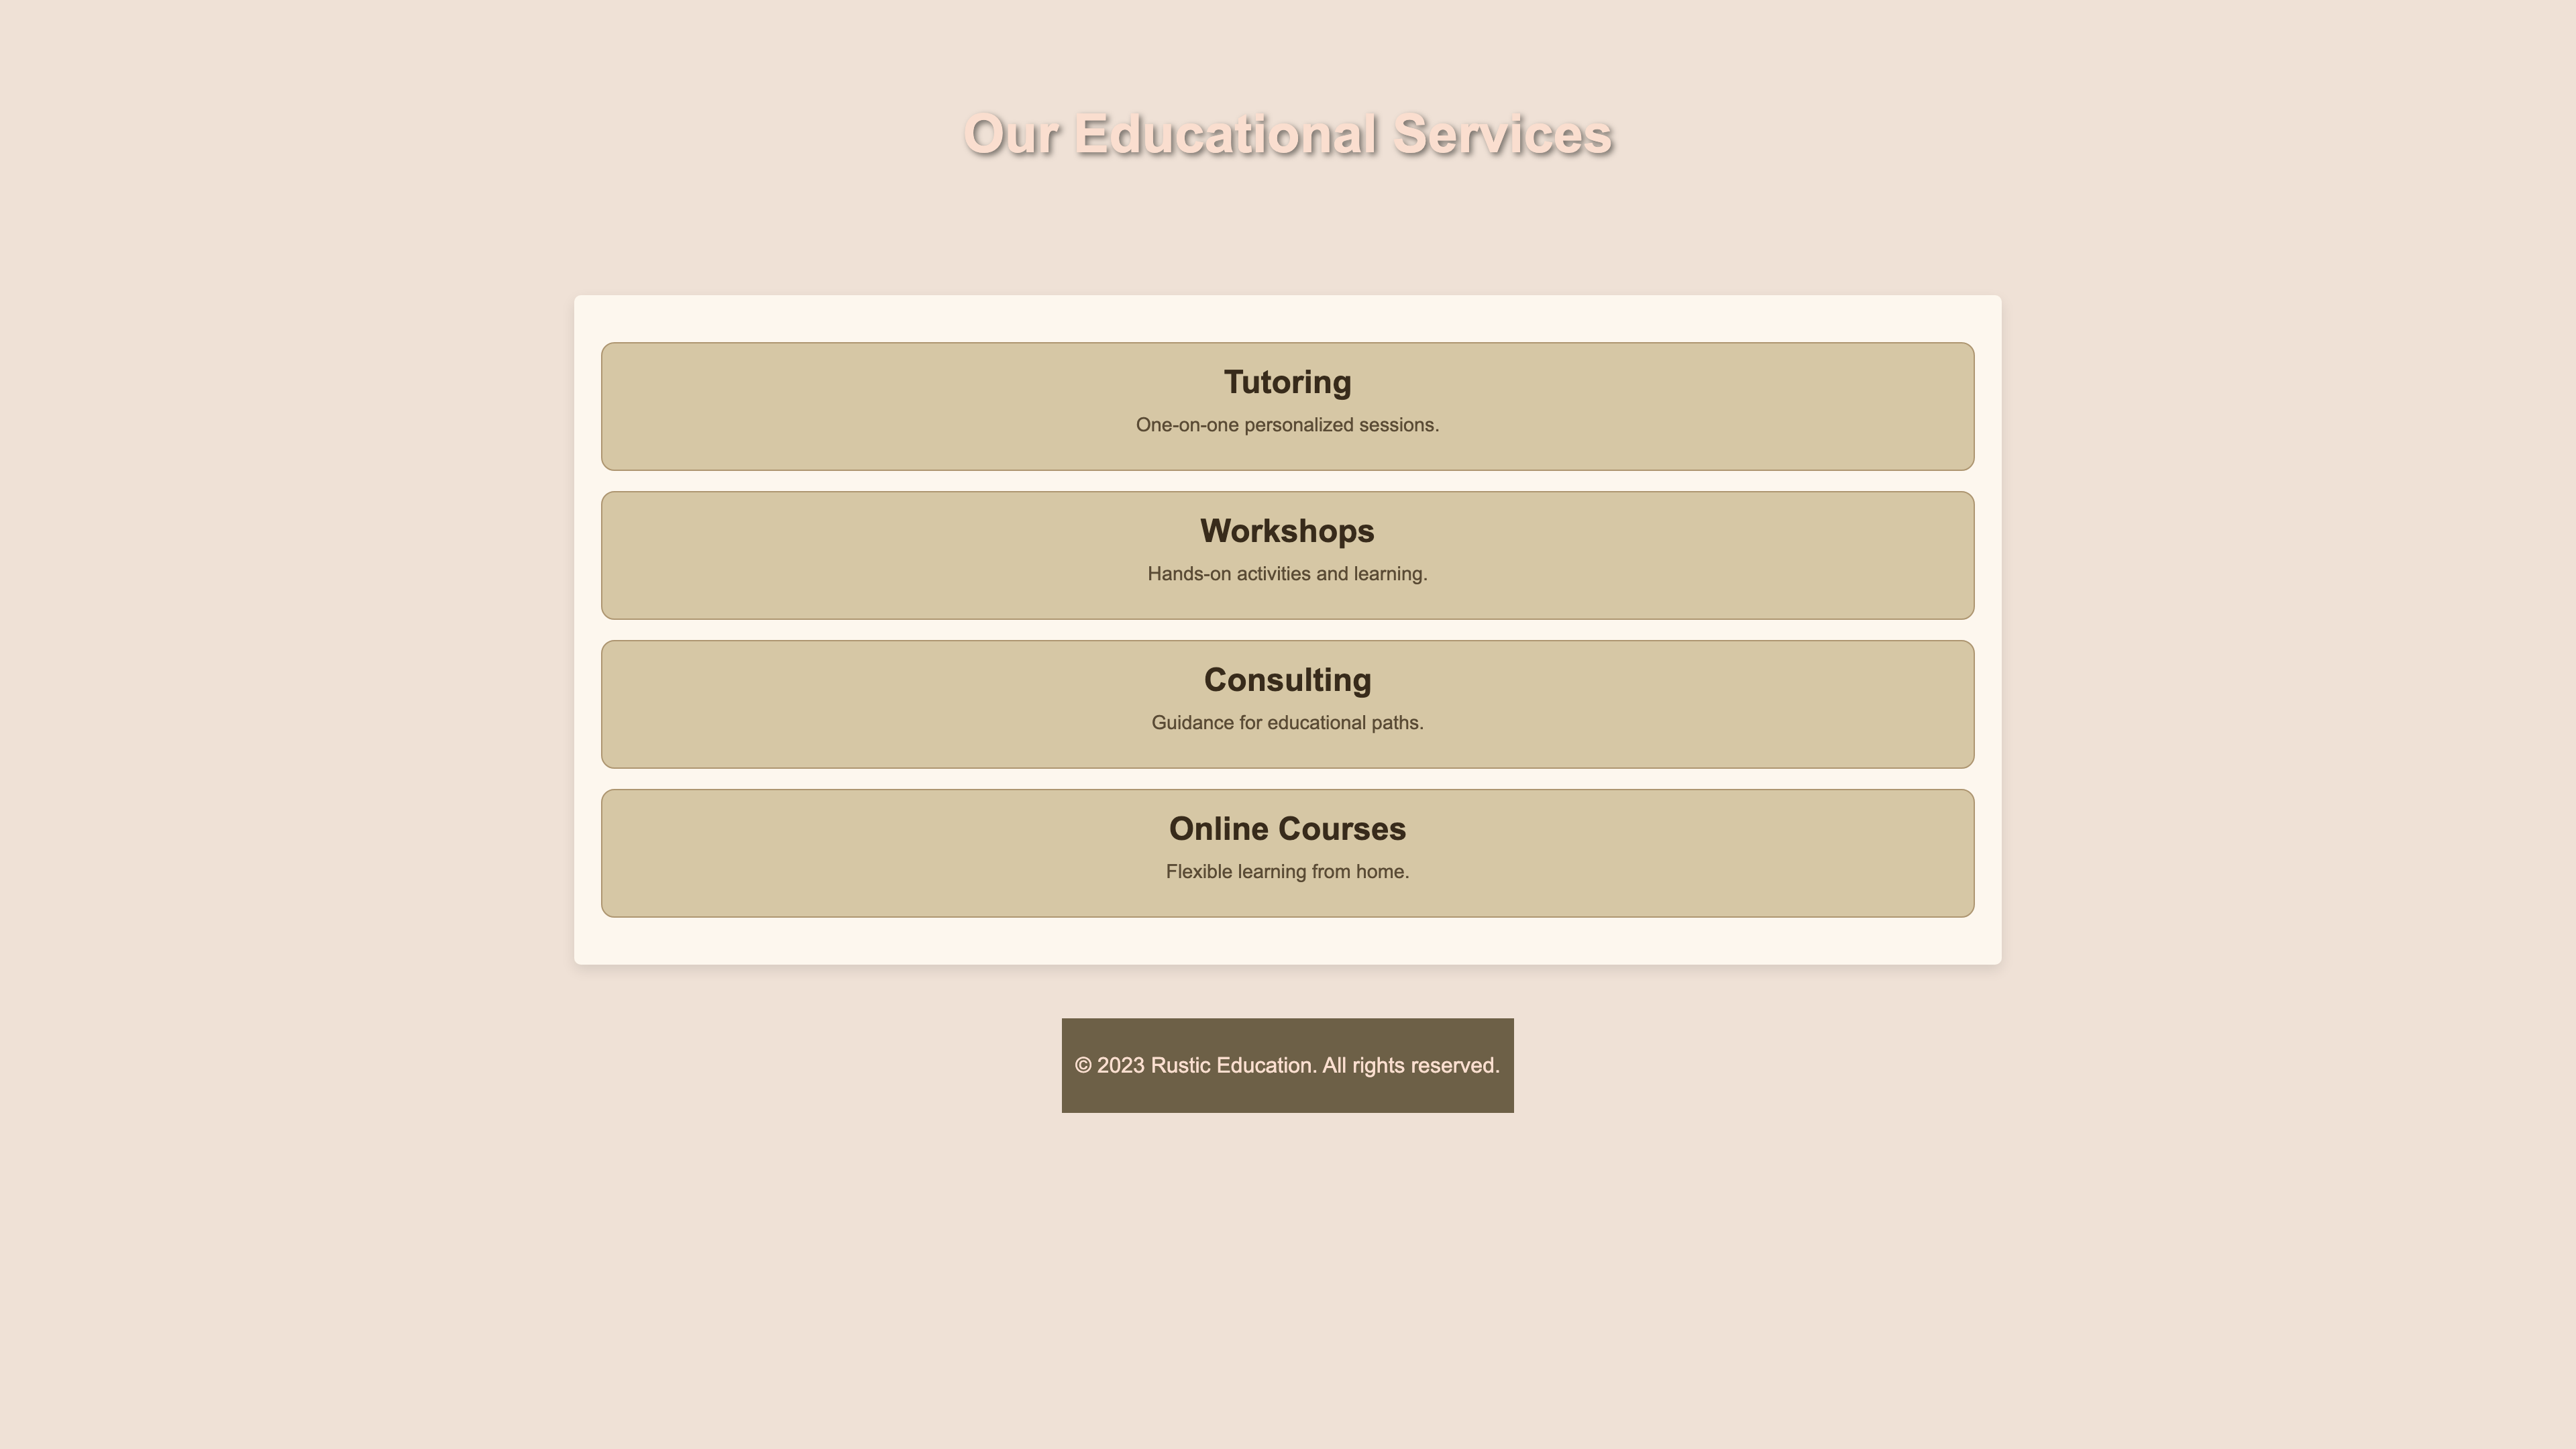 Our Educational Services
Tutoring
One-on-one personalized sessions.
Workshops
Hands-on activities and learning.
Consulting
Guidance for educational paths.
Online Courses
Flexible learning from home.
© 2023 Rustic Education. All rights reserved.